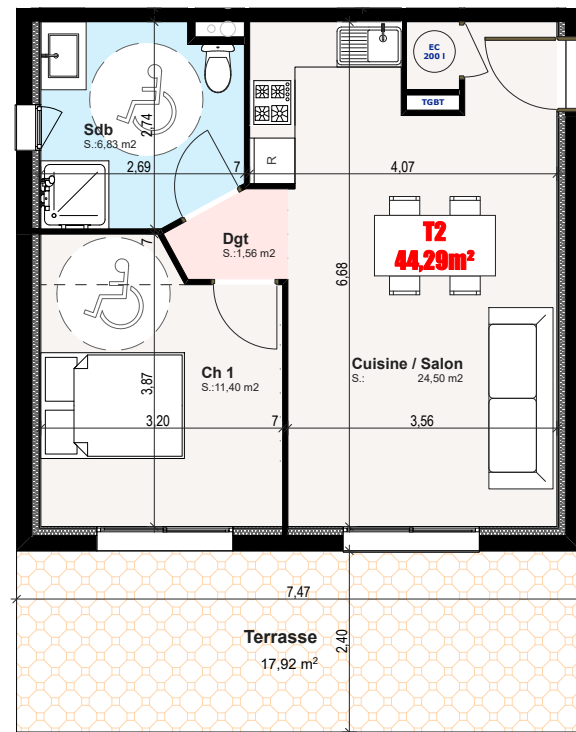 EC
200 l
TGBT
Sdb
S.:6,83 m2
2,74
2,69
7
R
4,07
Dgt
S.:1,56 m2
T2
44,29m²
7
6,68
Ch 1
S.:11,40 m2
3,87
Cuisine / Salon
S.: 24,50 m2
3,20
7
3,56
7,47
Terrasse
17,92 m²
2,40